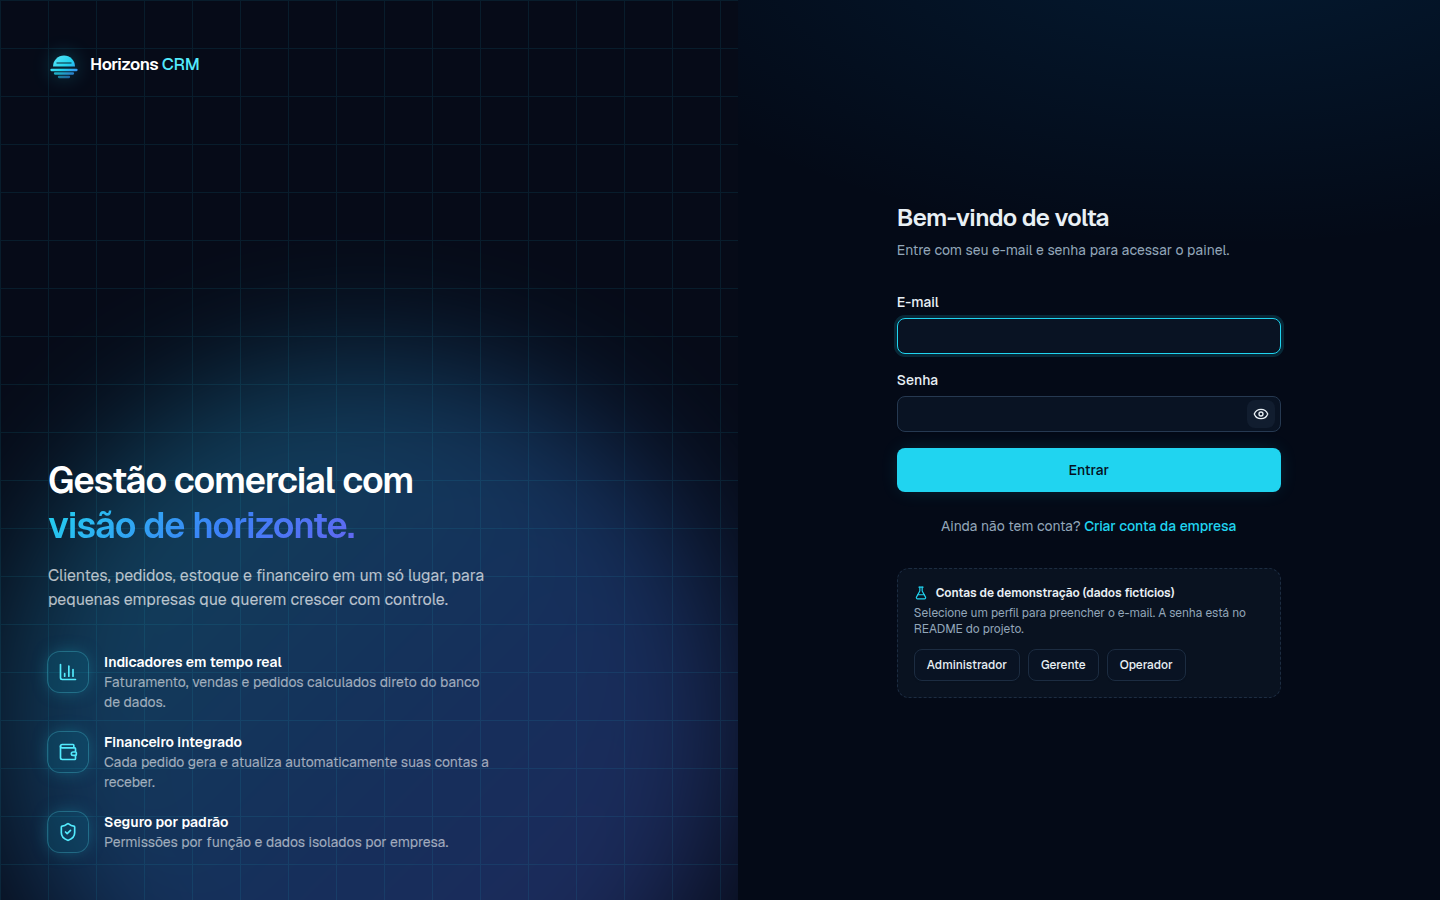 Horizons CRM
Gestão comercial com
visão de horizonte.
Clientes, pedidos, estoque e financeiro em um só lugar, para
pequenas empresas que querem crescer com controle.
Indicadores em tempo real
Faturamento, vendas e pedidos calculados direto do banco
de dados.
Financeiro integrado
Cada pedido gera e atualiza automaticamente suas contas a
receber.
Seguro por padrão
Permissões por função e dados isolados por empresa.
Bem-vindo de volta
Entre com seu e-mail e senha para acessar o painel.
E-mail
Senha
Entrar
Ainda não tem conta? Criar conta da empresa
Contas de demonstração (dados fictícios)
Selecione um perfil para preencher o e-mail. A senha está no
README do projeto.
Administrador
Gerente
Operador